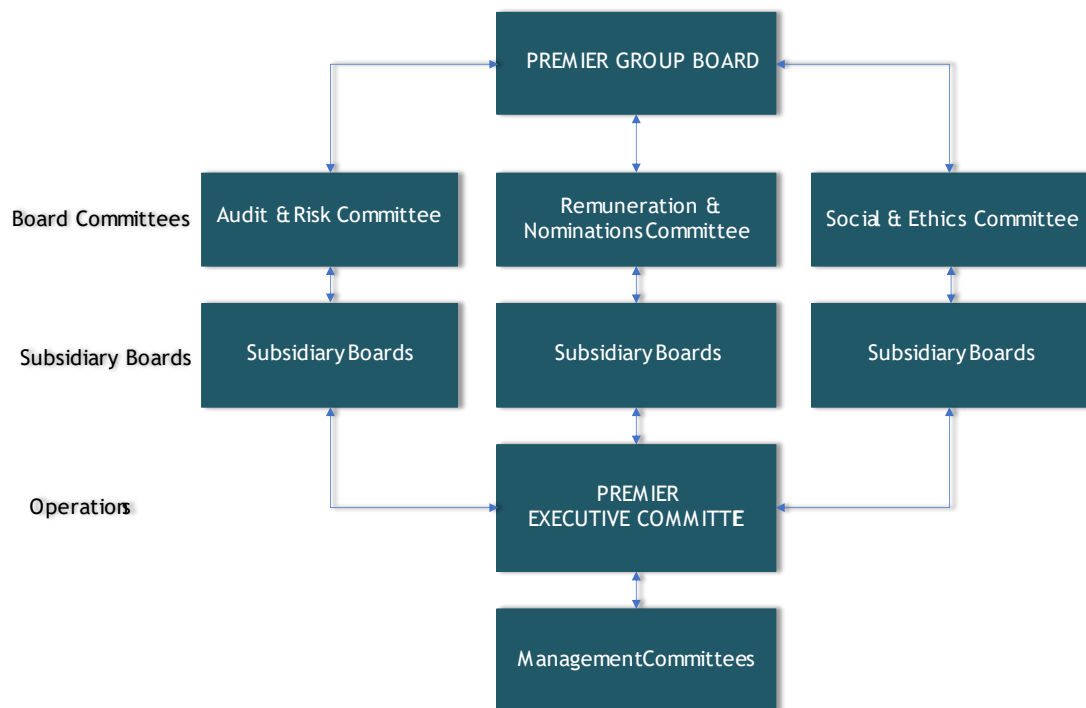 PREMIER GROUP BOARD
Board Committees
Audit & Risk Committee
Remuneration &
Nominations Committee
Social & Ethics Committee
Subsidiary Boards
Subsidiary Boards
Subsidiary Boards
Subsidiary Boards
Operations
PREMIER
EXECUTIVE COMMITTEE
Management Committees